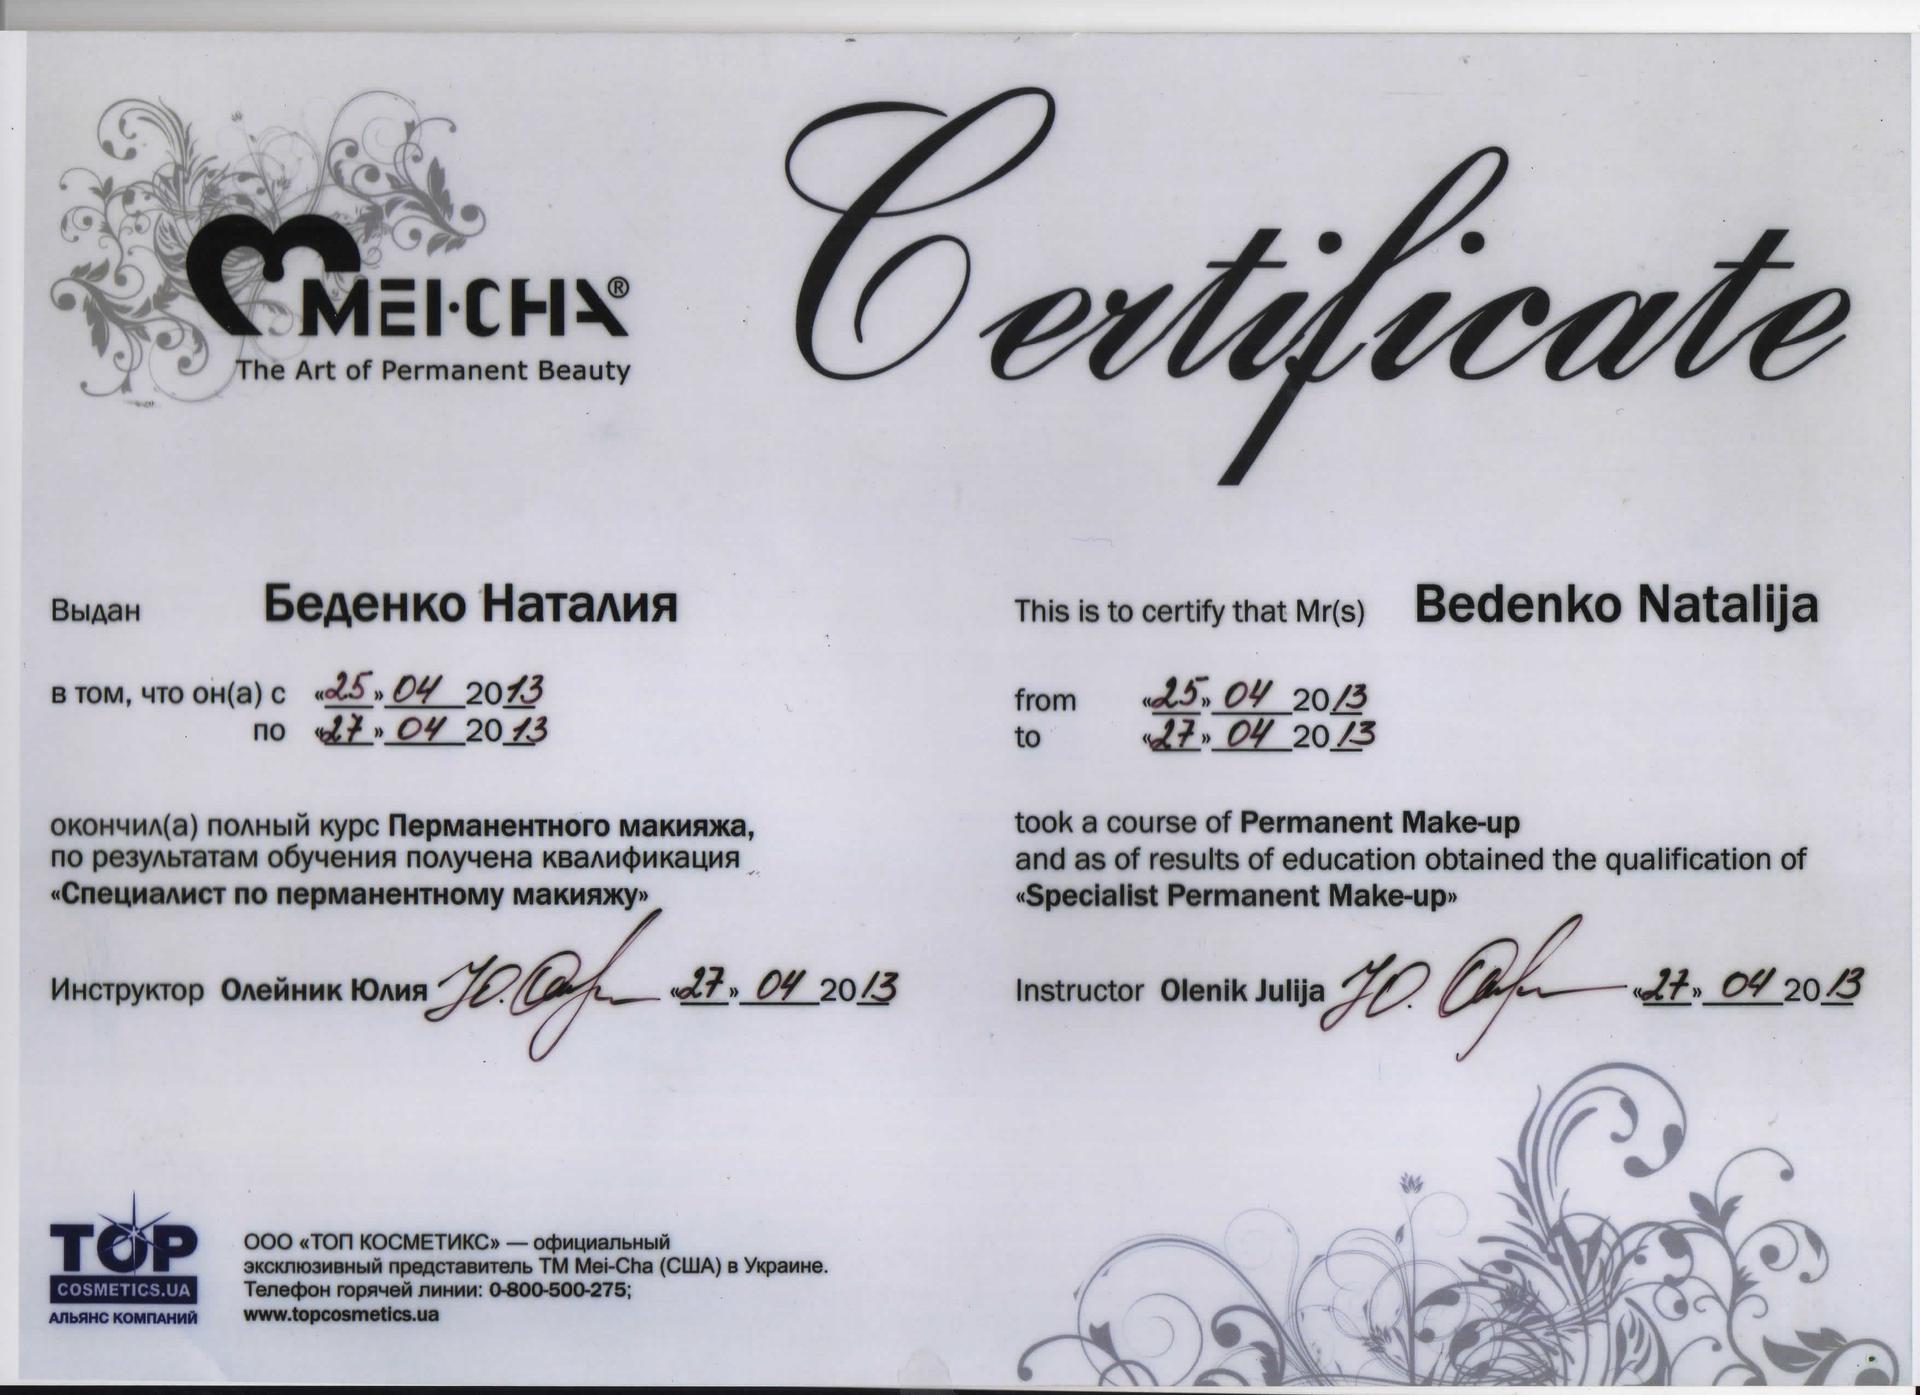 MEI·CHA®
The Art of Permanent Beauty
Certificate
Выдан Беденко Наталия
в том, что он(а) с «25» 04 2013
по «27» 04 2013
окончил(а) полный курс Перманентного макияжа,
по результатам обучения получена квалификация
«Специалист по перманентному макияжу»
Инструктор Олейник Юлия «27» 04 2013
This is to certify that Mr(s) Bedenko Natalija
from «25» 04 2013
to «27» 04 2013
took a course of Permanent Make-up
and as of results of education obtained the qualification of
«Specialist Permanent Make-up»
Instructor Olenik Julija «27» 04 2013
TOP
COSMETICS.UA
АЛЬЯНС КОМПАНИЙ
ООО «ТОП КОСМЕТИКС» — официальный
эксклюзивный представитель ТМ Mei-Cha (США) в Украине.
Телефон горячей линии: 0-800-500-275;
www.topcosmetics.ua